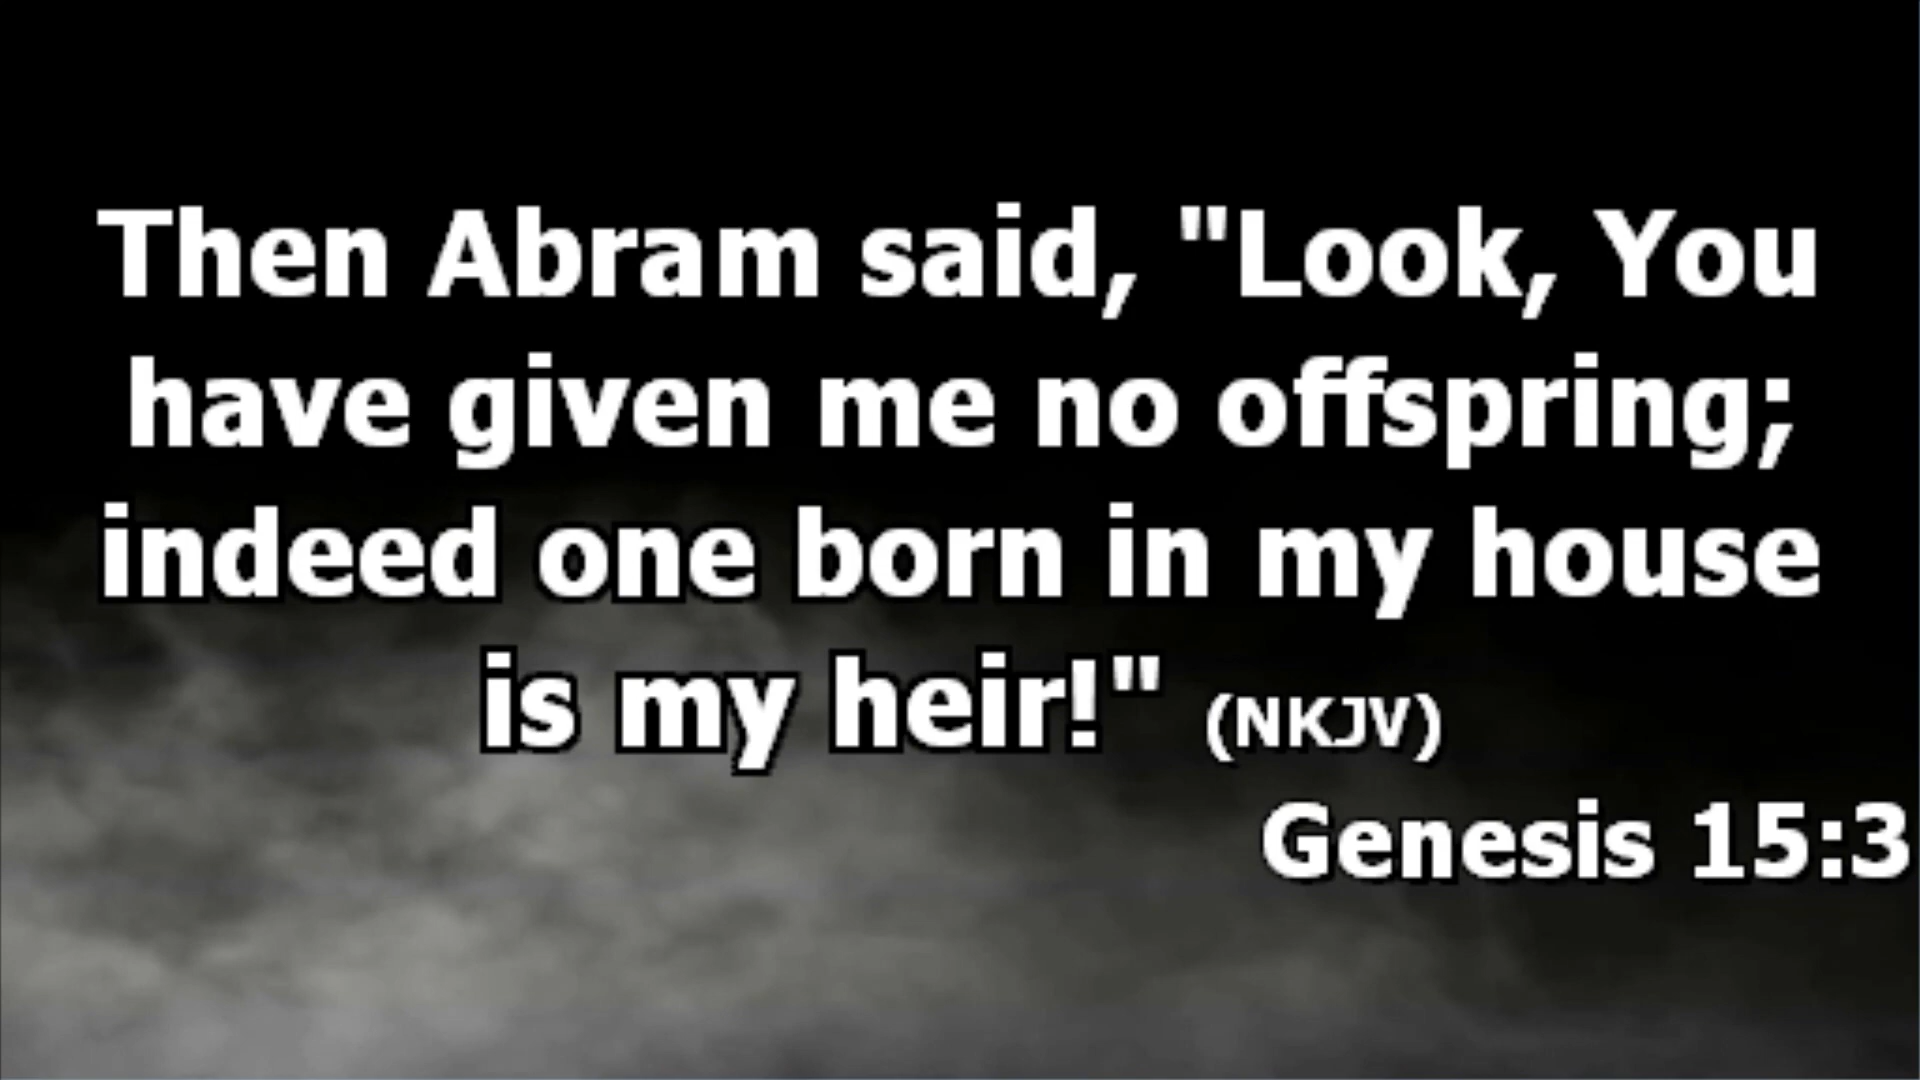 Then Abram said, "Look, You
have given me no offspring;
indeed one born in my house
is my heir!" (NKJV)
Genesis 15:3